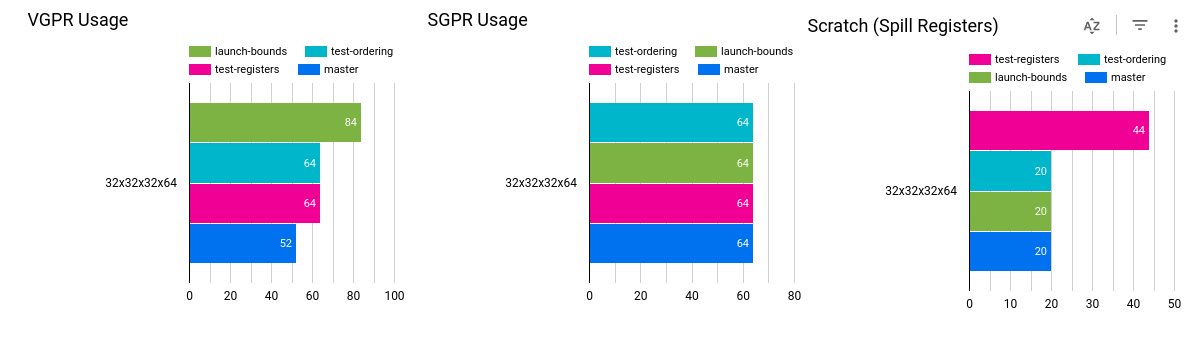 VGPR Usage
launch-bounds test-ordering
test-registers master
84
64
32x32x32x64
64
52
0 20 40 60 80 100
SGPR Usage
test-ordering launch-bounds
test-registers master
64
64
32x32x32x64
64
64
0 20 40 60 80
Scratch (Spill Registers)
AZ
test-registers test-ordering
launch-bounds master
44
20
32x32x32x64
20
20
0 10 20 30 40 50